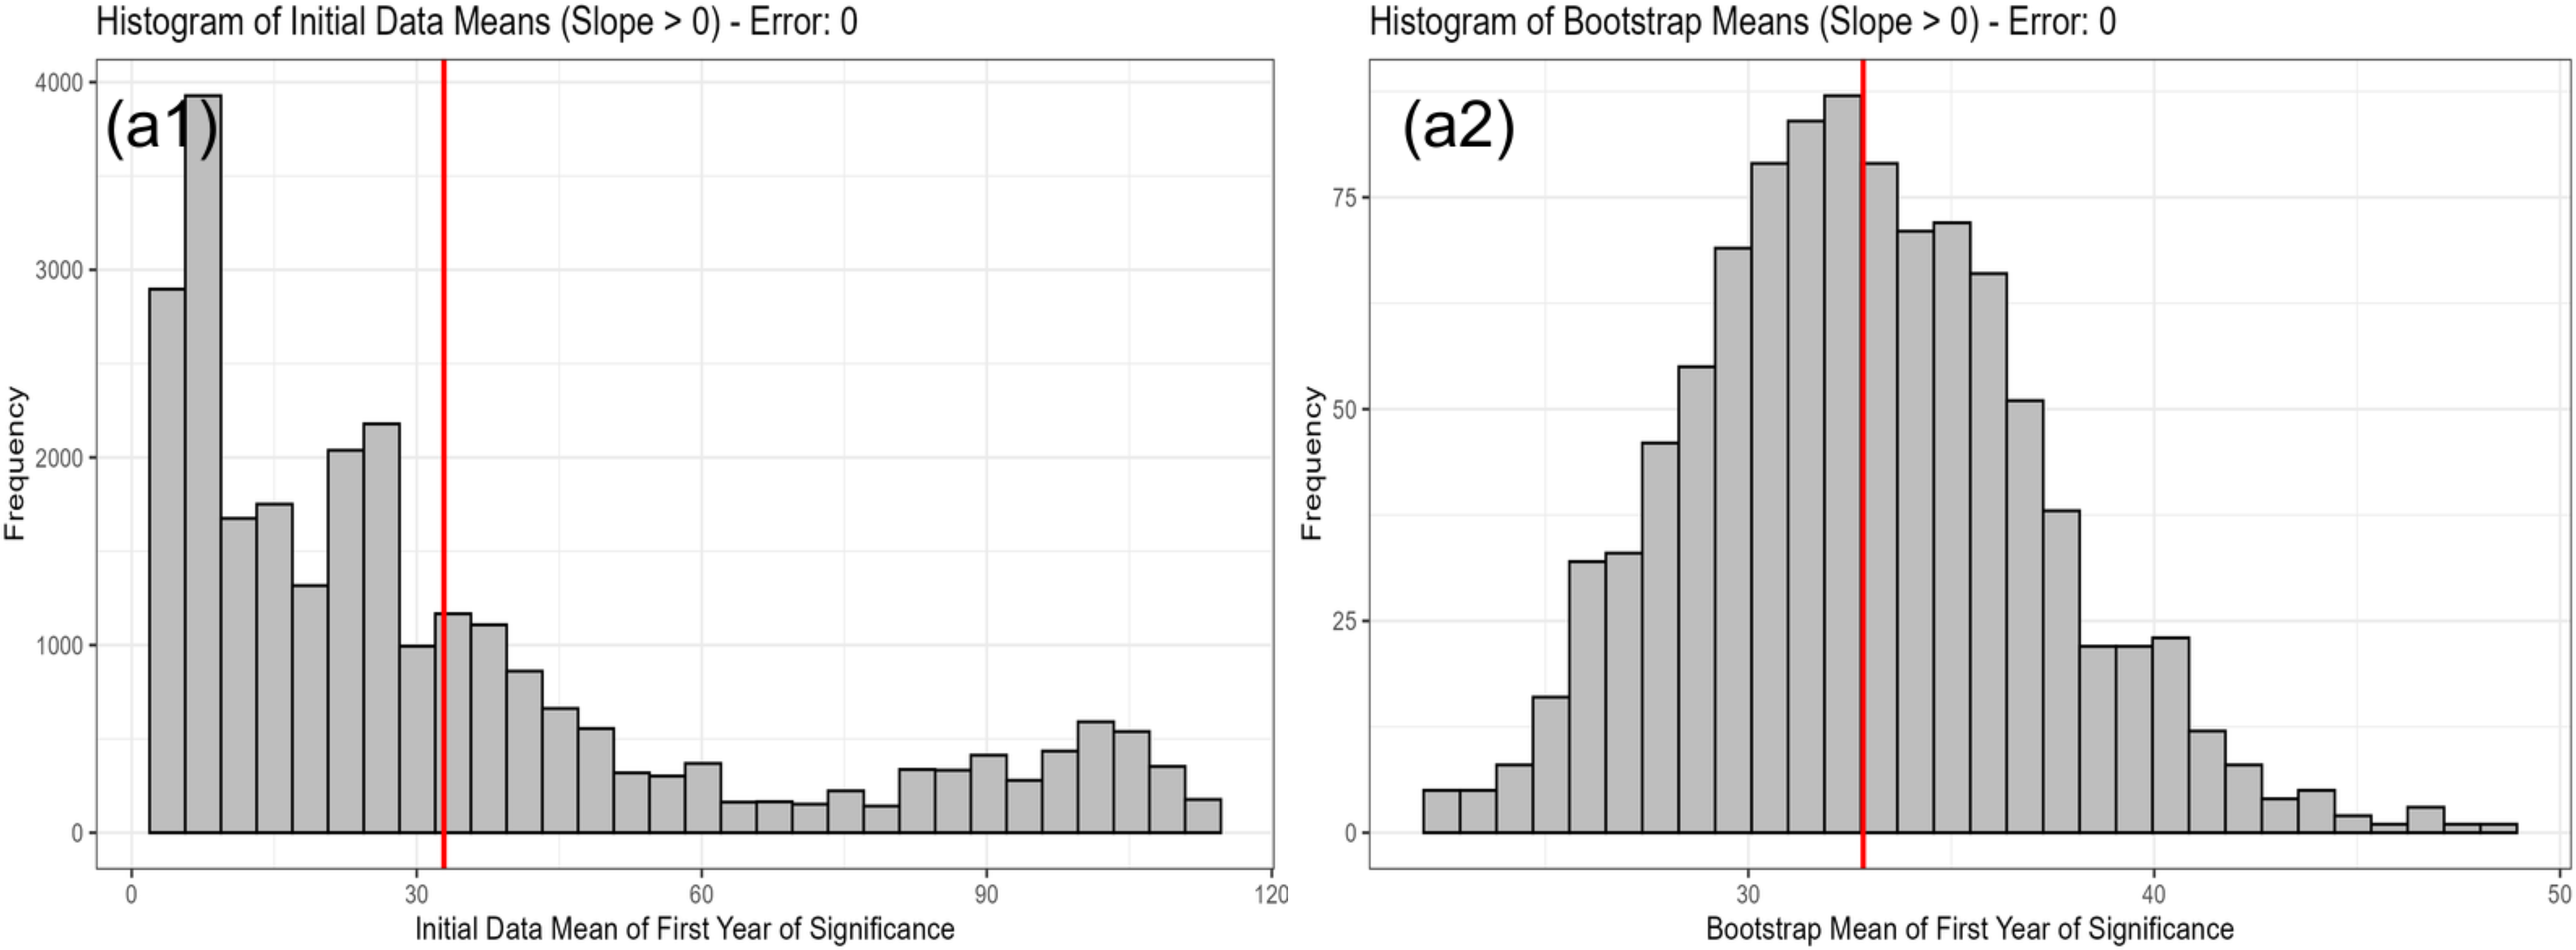 Histogram of Initial Data Means (Slope > 0) - Error: 0
(a1)
4000
3000
2000
1000
0
Frequency
0 30 60 90 120
Initial Data Mean of First Year of Significance
Histogram of Bootstrap Means (Slope > 0) - Error: 0
(a2)
75
50
25
0
Frequency
30 40 50
Bootstrap Mean of First Year of Significance